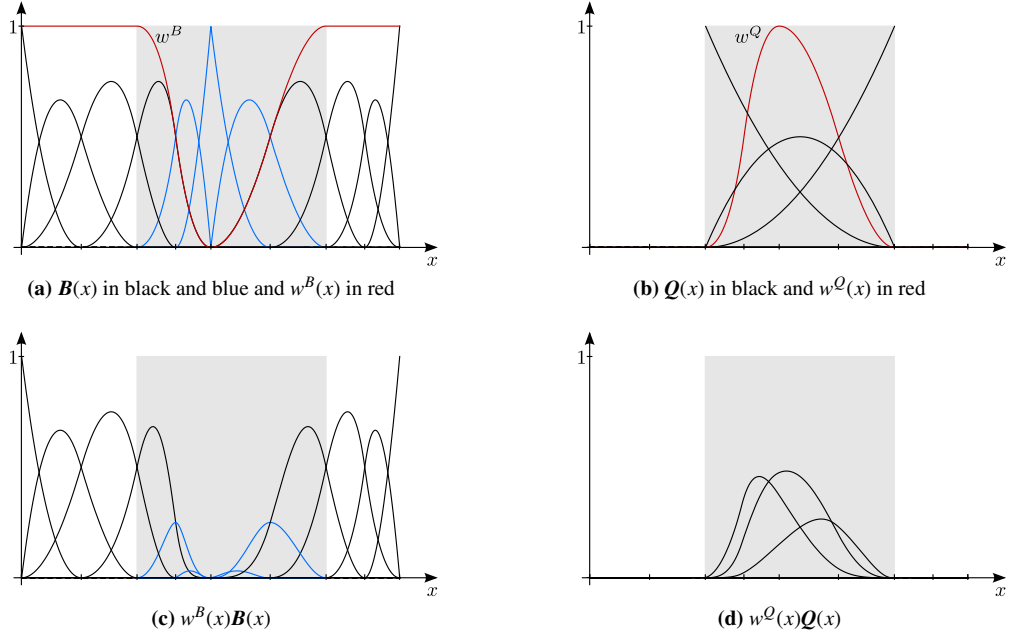 1
w^B
x
(a) B(x) in black and blue and w^B(x) in red
1
w^Q
x
(b) Q(x) in black and w^Q(x) in red
1
x
(c) w^B(x)B(x)
1
x
(d) w^Q(x)Q(x)